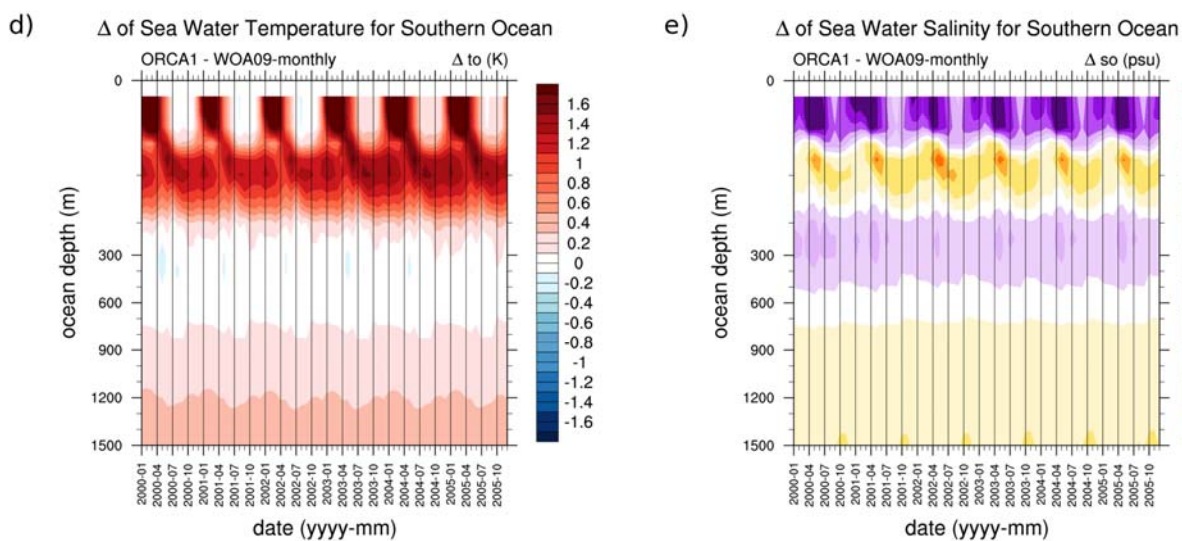 d)
Δ of Sea Water Temperature for Southern Ocean
ORCA1 - WOA09-monthly Δ to (K)
0
300
600
900
1200
1500
ocean depth (m)
2000-01 2000-04 2000-07 2000-10 2001-01 2001-04 2001-07 2001-10 2002-01 2002-04 2002-07 2002-10 2003-01 2003-04 2003-07 2003-10 2004-01 2004-04 2004-07 2004-10 2005-01 2005-04 2005-07 2005-10
date (yyyy-mm)
1.6
1.4
1.2
1
0.8
0.6
0.4
0.2
0
-0.2
-0.4
-0.6
-0.8
-1
-1.2
-1.4
-1.6
e)
Δ of Sea Water Salinity for Southern Ocean
ORCA1 - WOA09-monthly Δ so (psu)
0
300
600
900
1200
1500
ocean depth (m)
2000-01 2000-04 2000-07 2000-10 2001-01 2001-04 2001-07 2001-10 2002-01 2002-04 2002-07 2002-10 2003-01 2003-04 2003-07 2003-10 2004-01 2004-04 2004-07 2004-10 2005-01 2005-04 2005-07 2005-10
date (yyyy-mm)